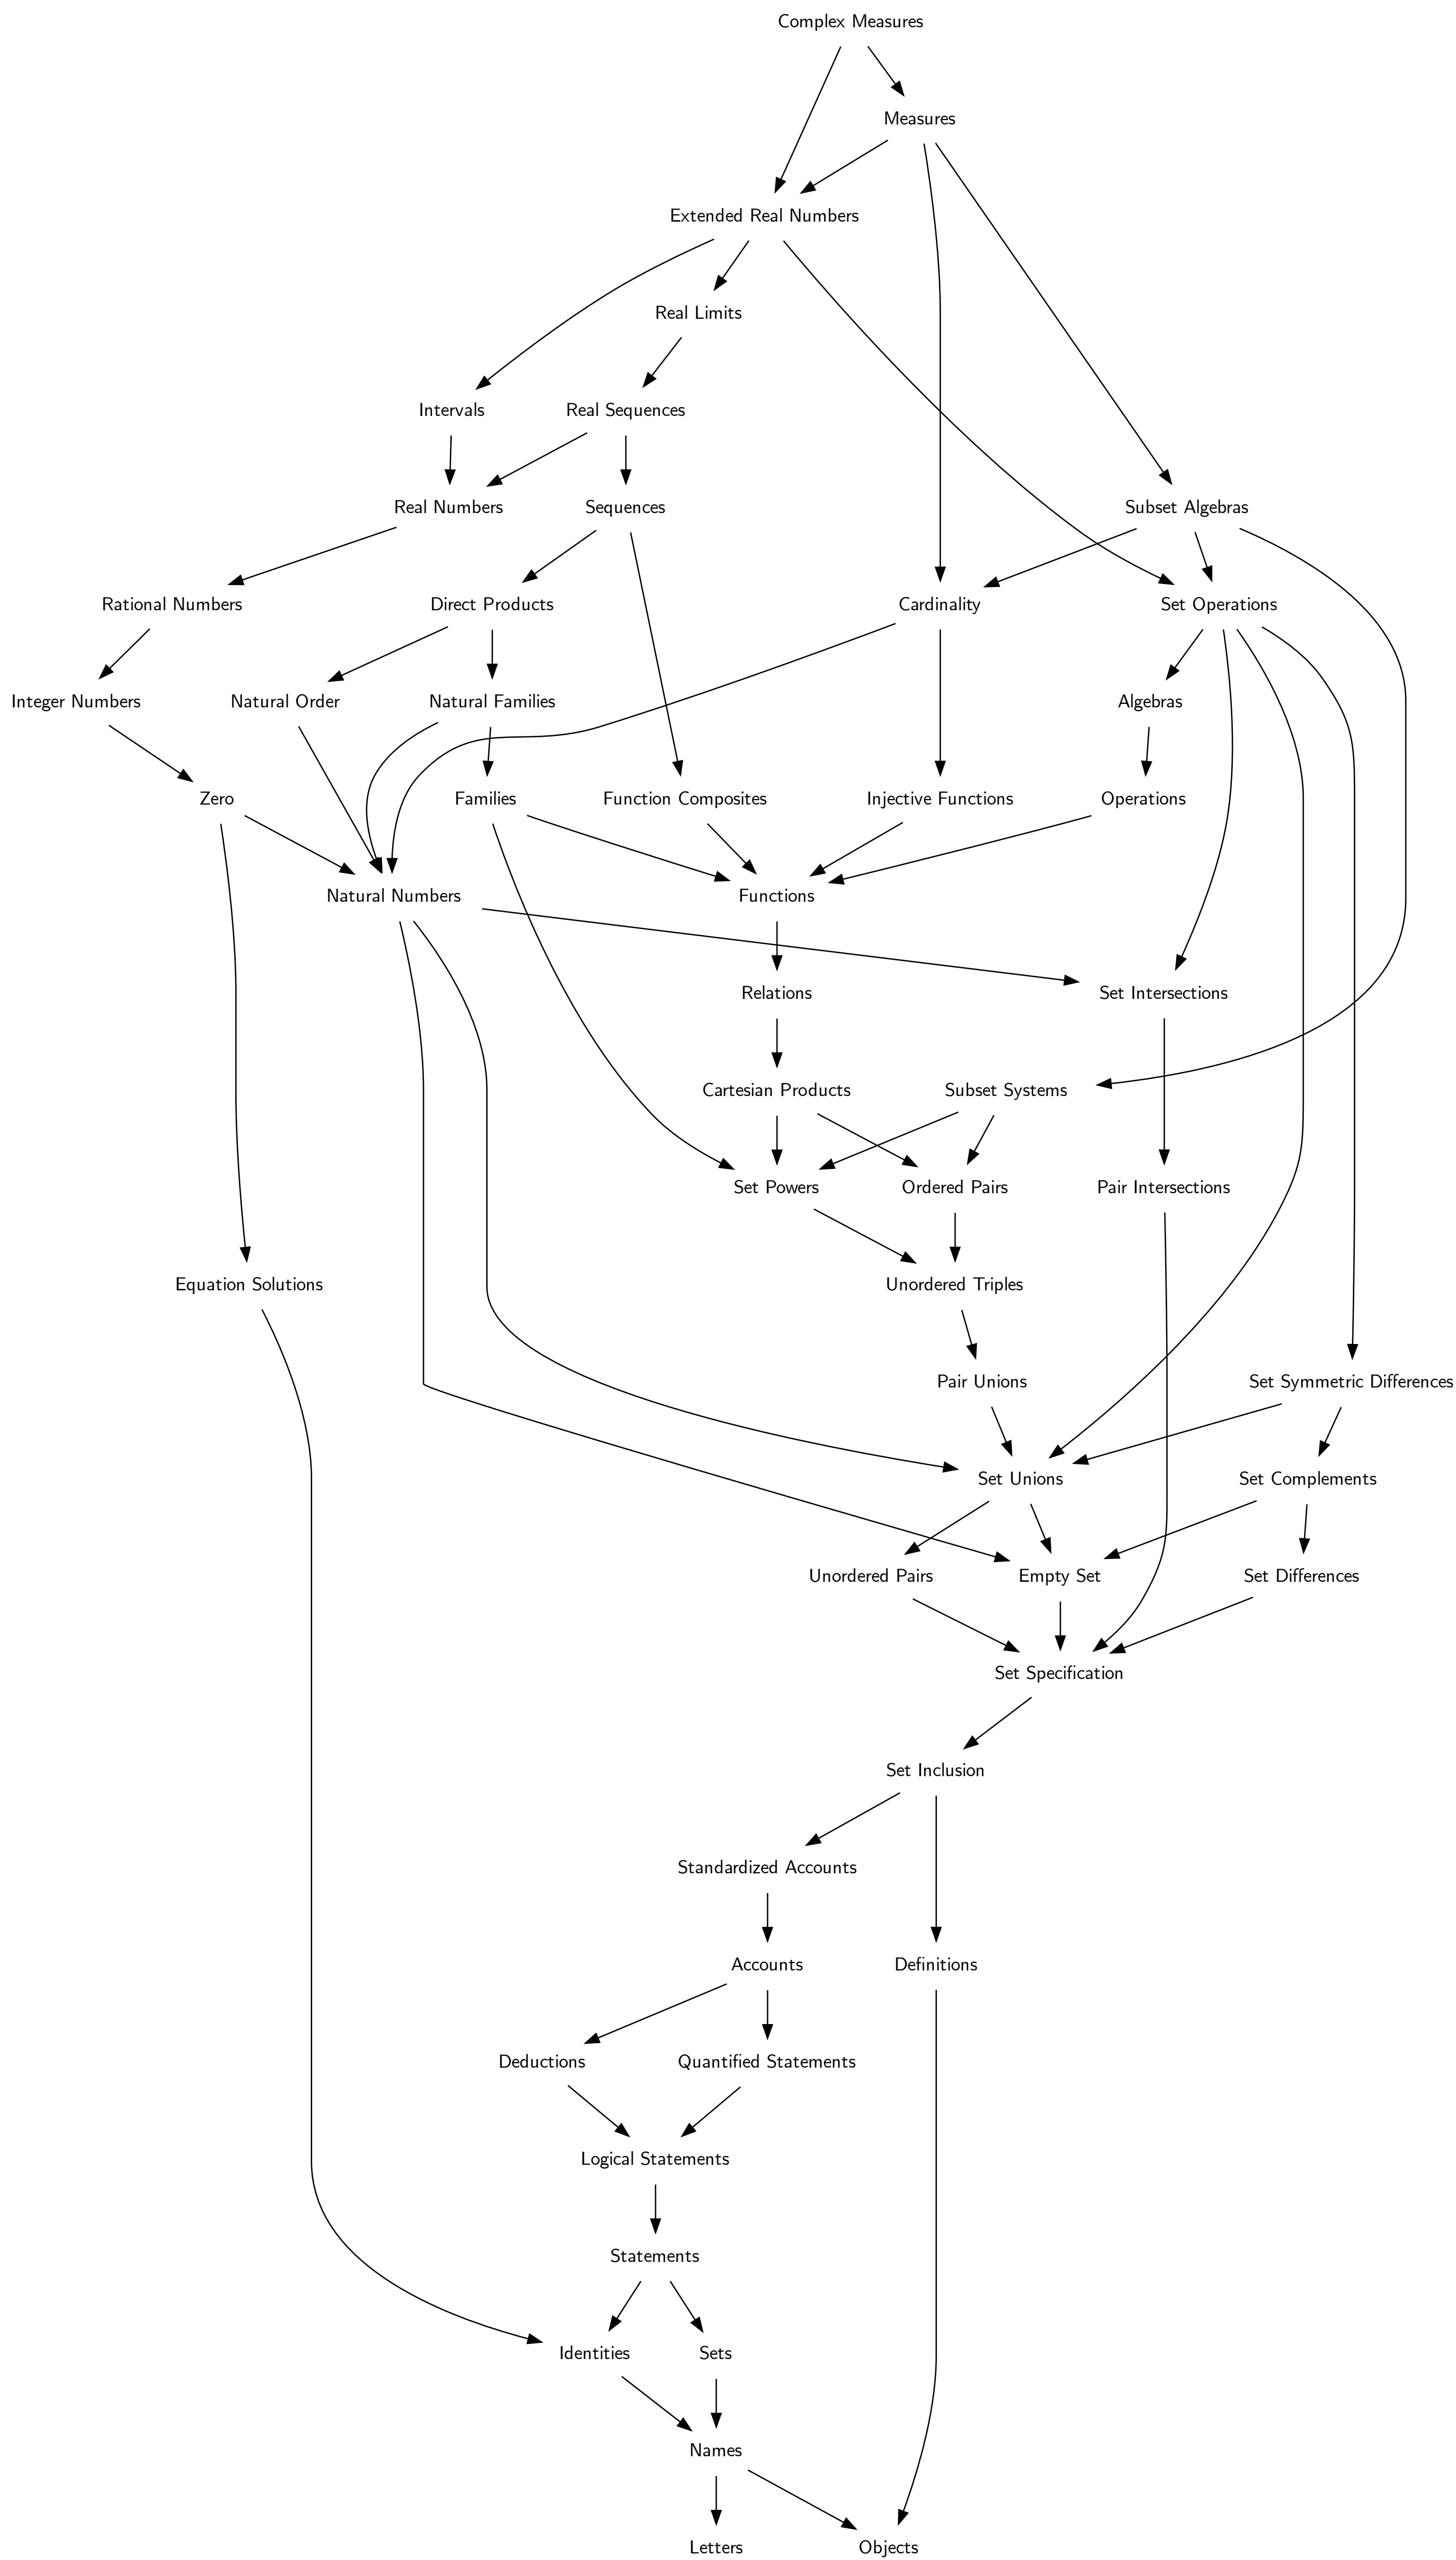 Complex Measures
Measures
Extended Real Numbers
Real Limits
Intervals
Real Sequences
Real Numbers
Sequences
Subset Algebras
Rational Numbers
Direct Products
Cardinality
Set Operations
Integer Numbers
Natural Order
Natural Families
Algebras
Zero
Families
Function Composites
Injective Functions
Operations
Natural Numbers
Functions
Relations
Set Intersections
Cartesian Products
Subset Systems
Set Powers
Ordered Pairs
Pair Intersections
Equation Solutions
Unordered Triples
Pair Unions
Set Symmetric Differences
Set Unions
Set Complements
Unordered Pairs
Empty Set
Set Differences
Set Specification
Set Inclusion
Standardized Accounts
Accounts
Definitions
Deductions
Quantified Statements
Logical Statements
Statements
Identities
Sets
Names
Letters
Objects